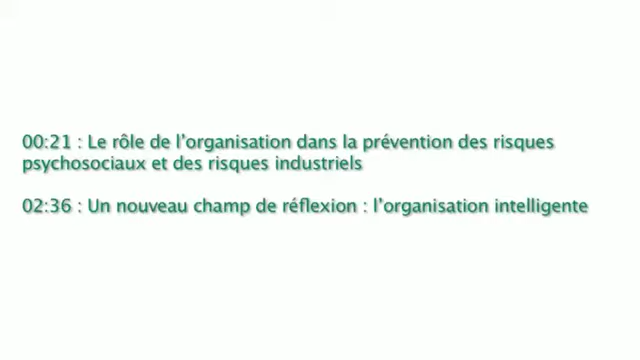 00:21 : Le rôle de l’organisation dans la prévention des risques
psychosociaux et des risques industriels
02:36 : Un nouveau champ de réflexion : l’organisation intelligente